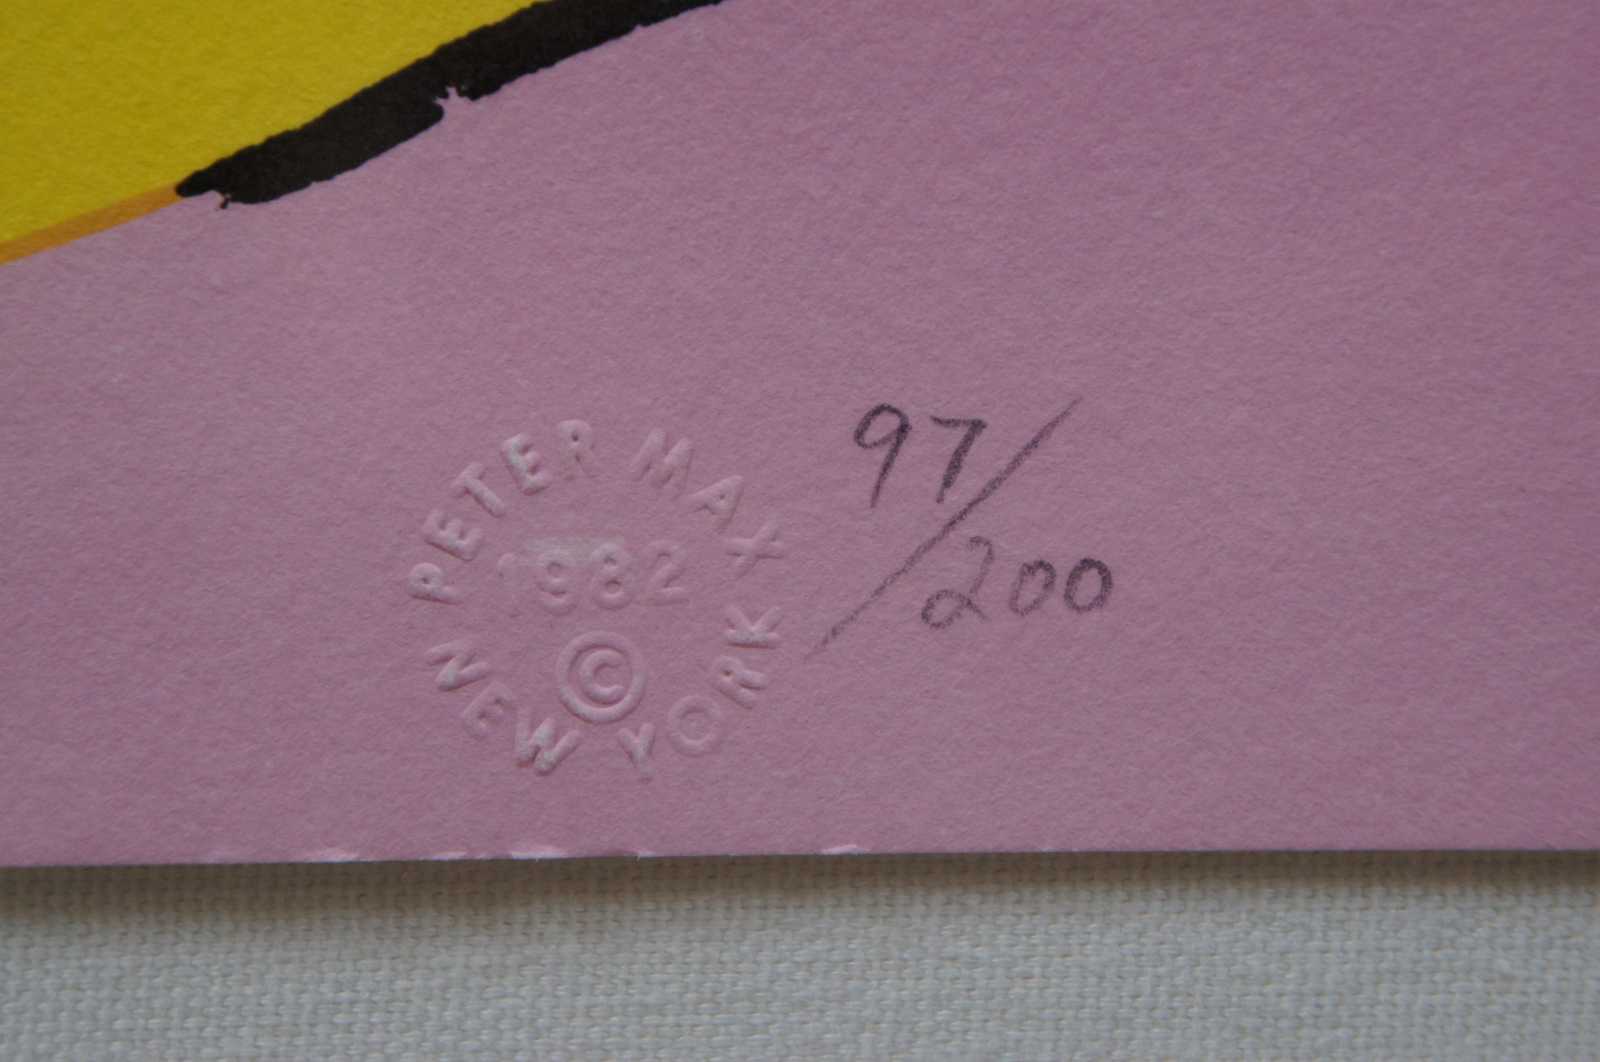 PETER MAX
1982
©
NEW YORK
97/200